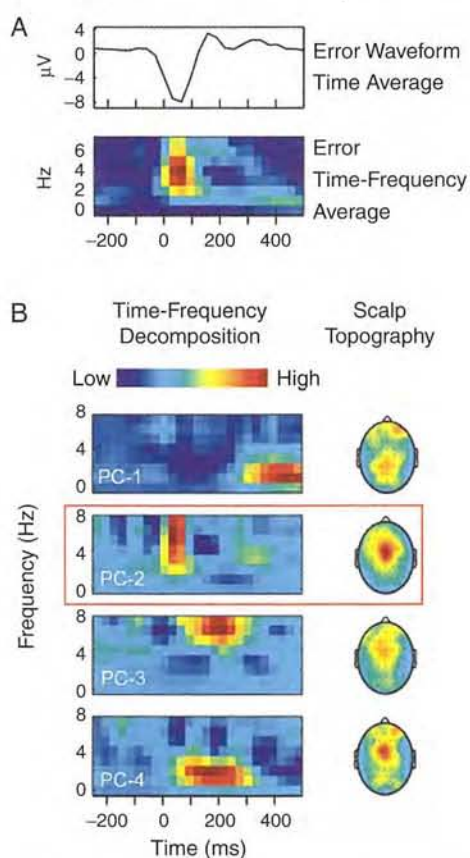 A
4
0
−4
−8
μV
Error Waveform
Time Average
6
4
2
0
Hz
Error
Time-Frequency
Average
−200 0 200 400
B
Time-Frequency
Decomposition
Scalp
Topography
Low High
Frequency (Hz)
8
4
0
PC-1
8
4
0
PC-2
8
4
0
PC-3
8
4
0
PC-4
−200 0 200 400
Time (ms)